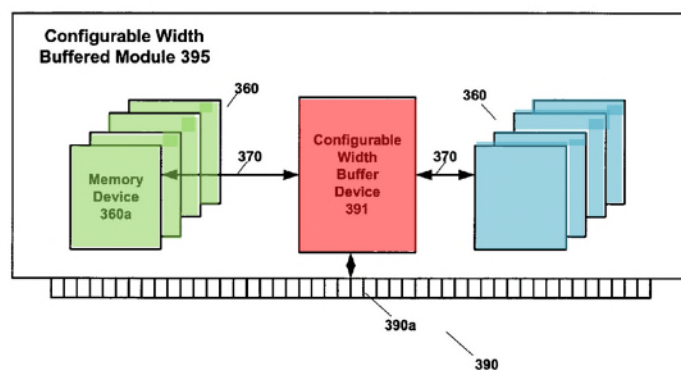 Configurable Width
Buffered Module 395
360
360
370
370
Configurable
Width
Buffer
Device
391
Memory
Device
360a
390a
390